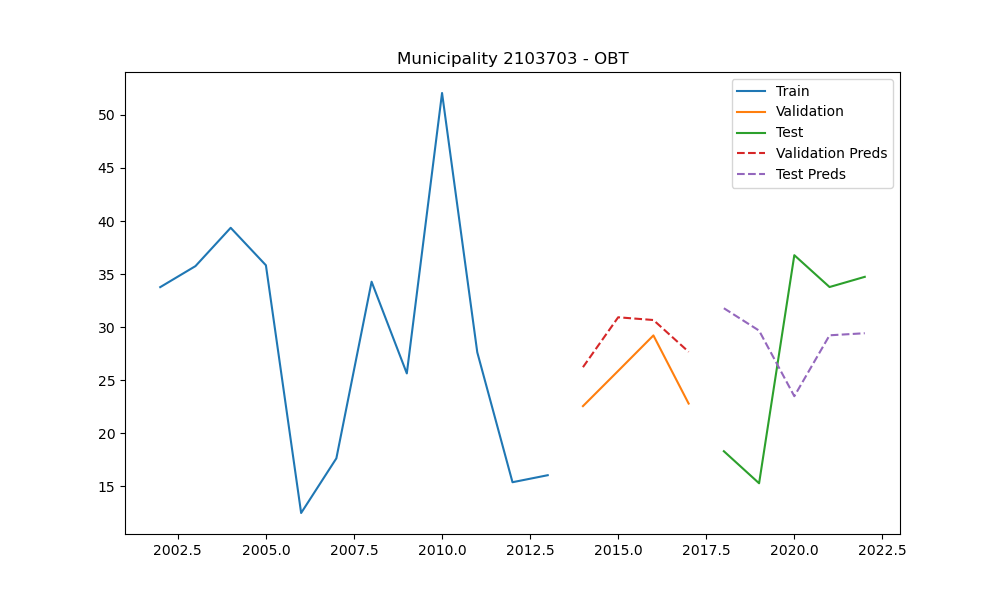 Municipality 2103703 - OBT
Train
Validation
Test
Validation Preds
Test Preds
50
45
40
35
30
25
20
15
2002.5 2005.0 2007.5 2010.0 2012.5 2015.0 2017.5 2020.0 2022.5